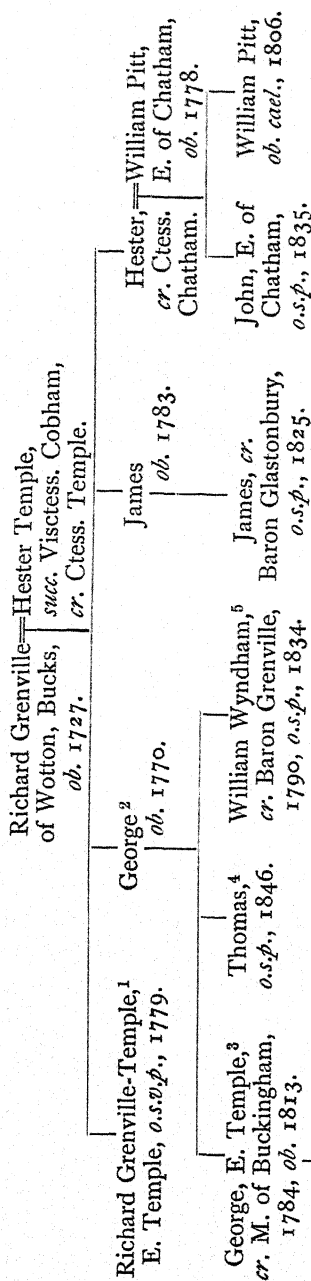 Richard Grenville=Hester Temple,
of Wotton, Bucks, succ. Visctess. Cobham,
ob. 1727. cr. Ctess. Temple.
Richard Grenville-Temple,¹
E. Temple, o.s.v.p., 1779.
George ²
ob. 1770.
James
ob. 1783.
Hester,=William Pitt,
cr. Ctess. E. of Chatham,
Chatham. ob. 1778.
George, E. Temple,³
cr. M. of Buckingham,
1784, ob. 1813.
Thomas,⁴
o.s.p., 1846.
William Wyndham,⁵
cr. Baron Grenville,
1790, o.s.p., 1834.
James, cr.
Baron Glastonbury,
o.s.p., 1825.
John, E. of
Chatham,
o.s.p., 1835.
William Pitt,
ob. cael., 1806.